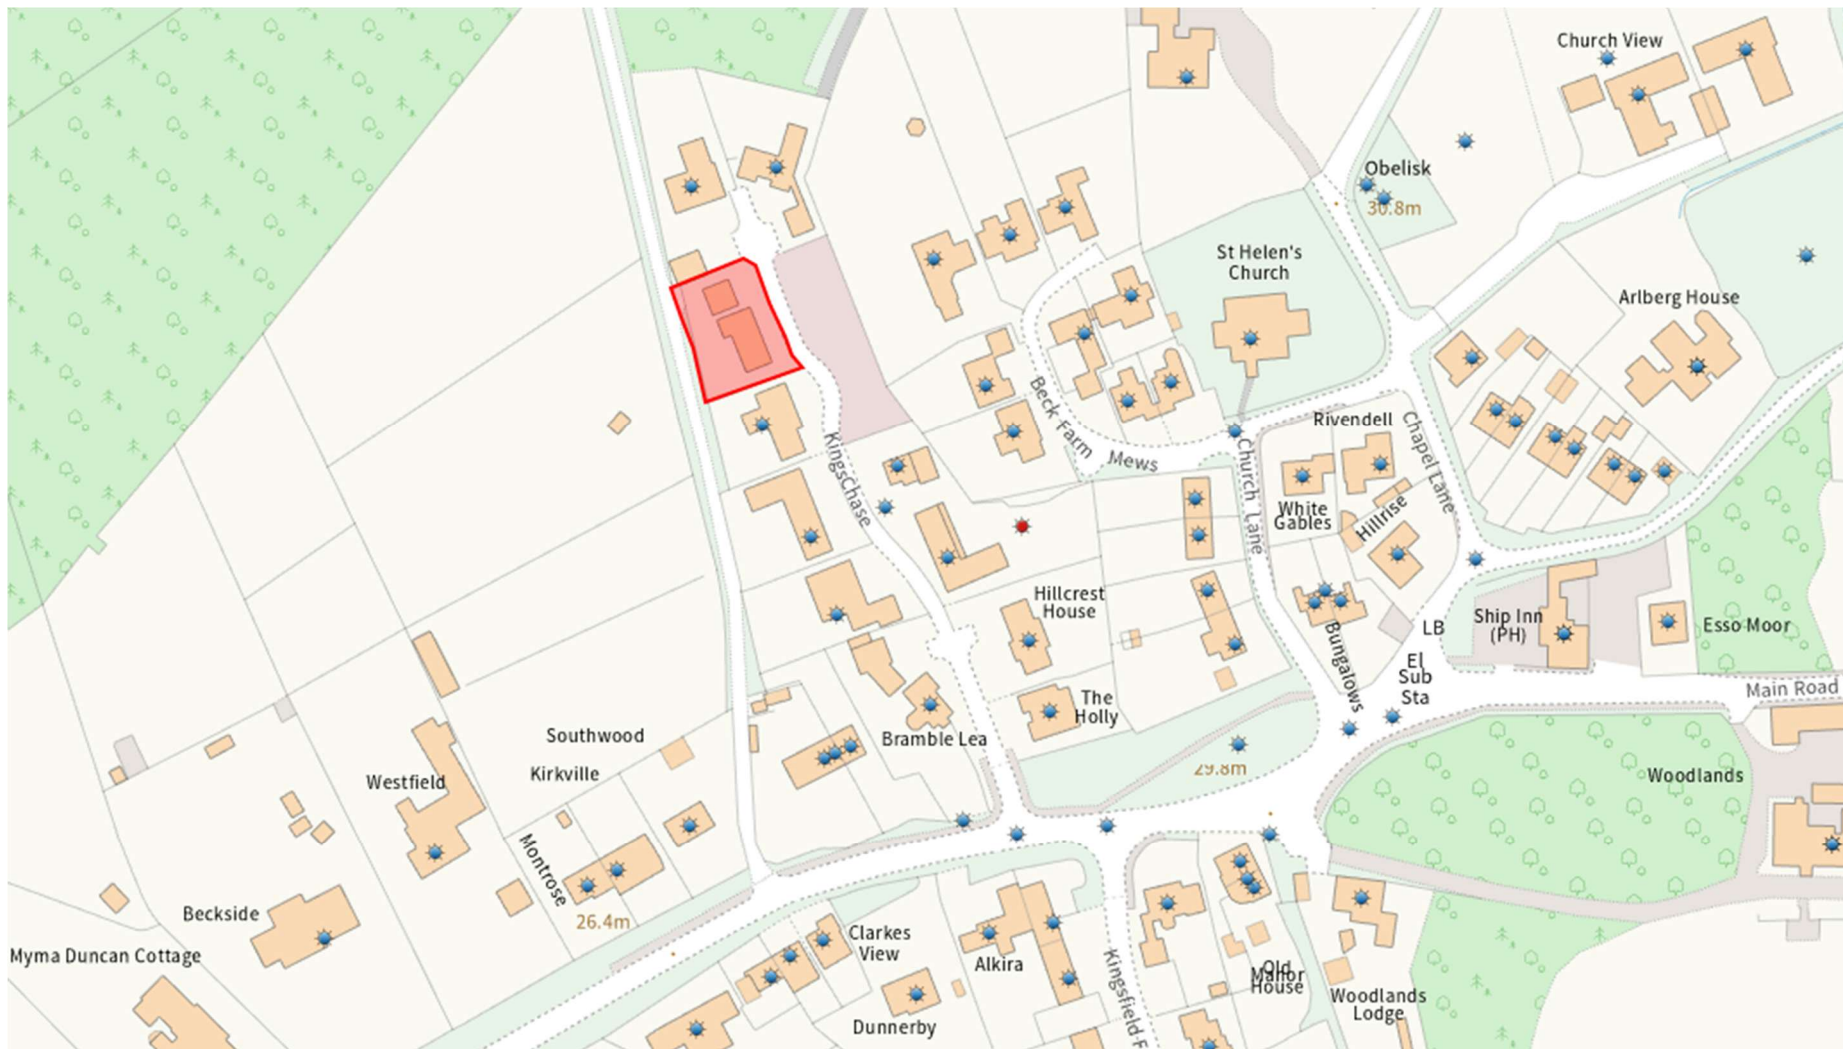 Church View
Obelisk
30.8m
St Helen's
Church
Arlberg House
Beck Farm
Mews
KingsChase
Church Lane
Rivendell
Chapel Lane
White
Gables
Hillrise
Hillcrest
House
Bungalows
LB
Ship Inn
(PH)
Esso Moor
El
Sub
Sta
Main Road
The
Holly
Bramble Lea
29.8m
Woodlands
Southwood
Kirkville
Westfield
Montrose
Beckside
26.4m
Myma Duncan Cottage
Clarkes
View
Alkira
Dunnerby
Kingsfield F
Old
Manor
House
Woodlands
Lodge